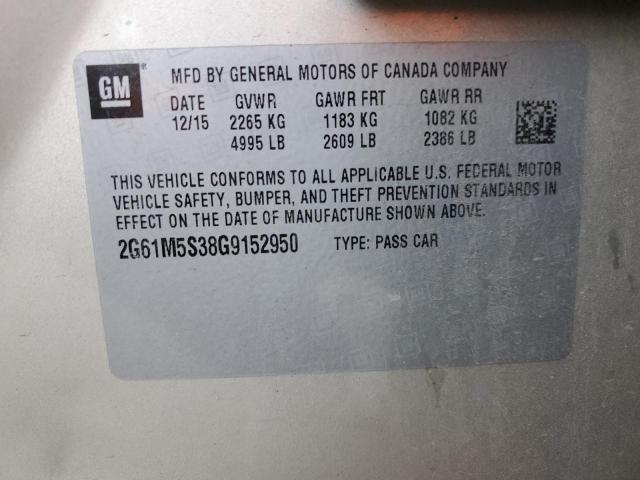 GM ® MFD BY GENERAL MOTORS OF CANADA COMPANY
DATE GVWR GAWR FRT GAWR RR
12/15 2265 KG 1183 KG 1082 KG
4995 LB 2609 LB 2386 LB
THIS VEHICLE CONFORMS TO ALL APPLICABLE U.S. FEDERAL MOTOR
VEHICLE SAFETY, BUMPER, AND THEFT PREVENTION STANDARDS IN
EFFECT ON THE DATE OF MANUFACTURE SHOWN ABOVE.
2G61M5S38G9152950 TYPE: PASS CAR